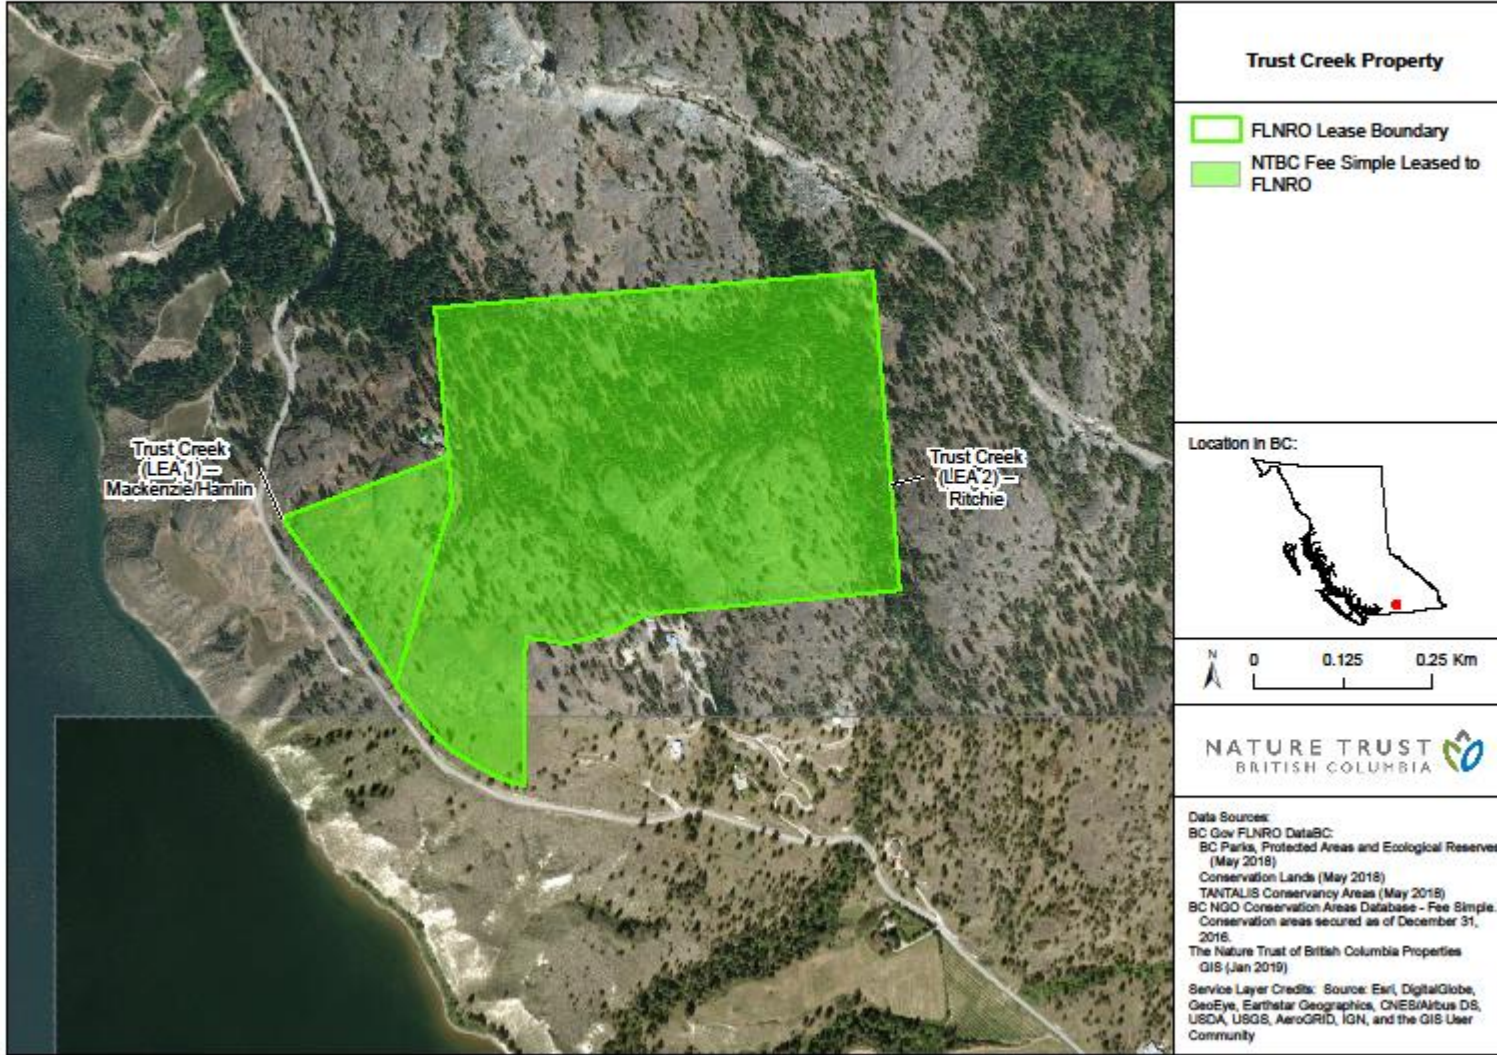 Trust Creek Property
FLNRO Lease Boundary
NTBC Fee Simple Leased to
FLNRO
Trust Creek
(LEA 1) –
Mackenzie/Hamlin
Trust Creek
(LEA 2) –
Ritchie
Location in BC:
N
0 0.125 0.25 Km
NATURE TRUST
BRITISH COLUMBIA
Data Sources:
BC Gov FLNRO DataBC:
BC Parks, Protected Areas and Ecological Reserves
(May 2018)
Conservation Lands (May 2018)
TANTALIS Conservancy Areas (May 2018)
BC NGO Conservation Areas Database - Fee Simple.
Conservation areas secured as of December 31,
2016.
The Nature Trust of British Columbia Properties
GIS (Jan 2019)
Service Layer Credits: Source: Esri, DigitalGlobe,
GeoEye, Earthstar Geographics, CNES/Airbus DS,
USDA, USGS, AeroGRID, IGN, and the GIS User
Community